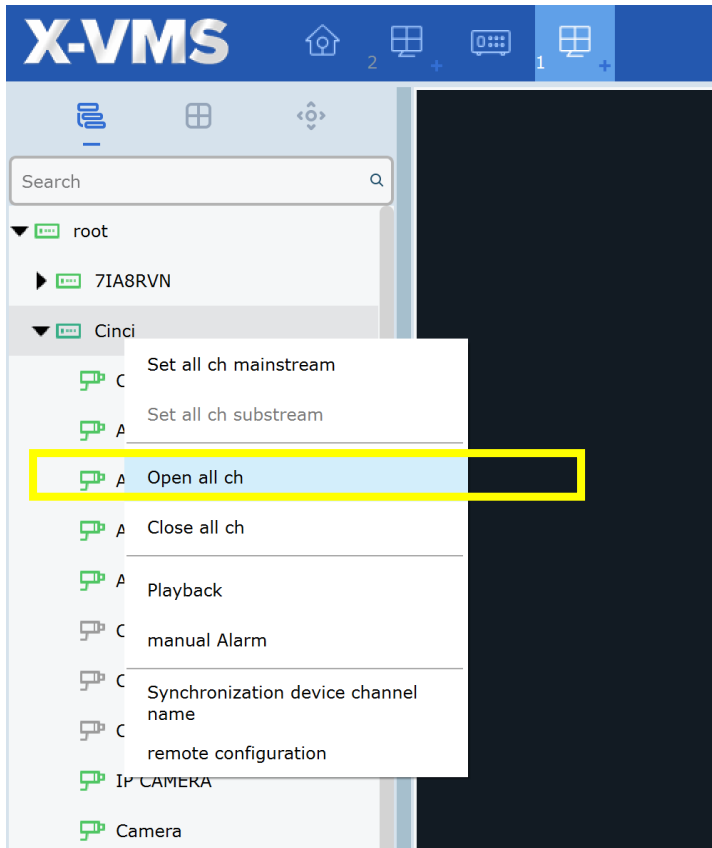 X-VMS
2
1
Search
root
7IA8RVN
Cinci
Set all ch mainstream
C
Set all ch substream
A
Open all ch
A
Close all ch
A
Playback
A
manual Alarm
C
Synchronization device channel
name
C
C
remote configuration
IP CAMERA
Camera